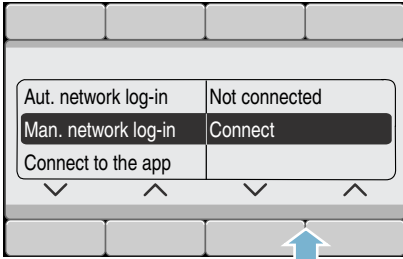 Aut. network log-in Not connected
Man. network log-in Connect
Connect to the app